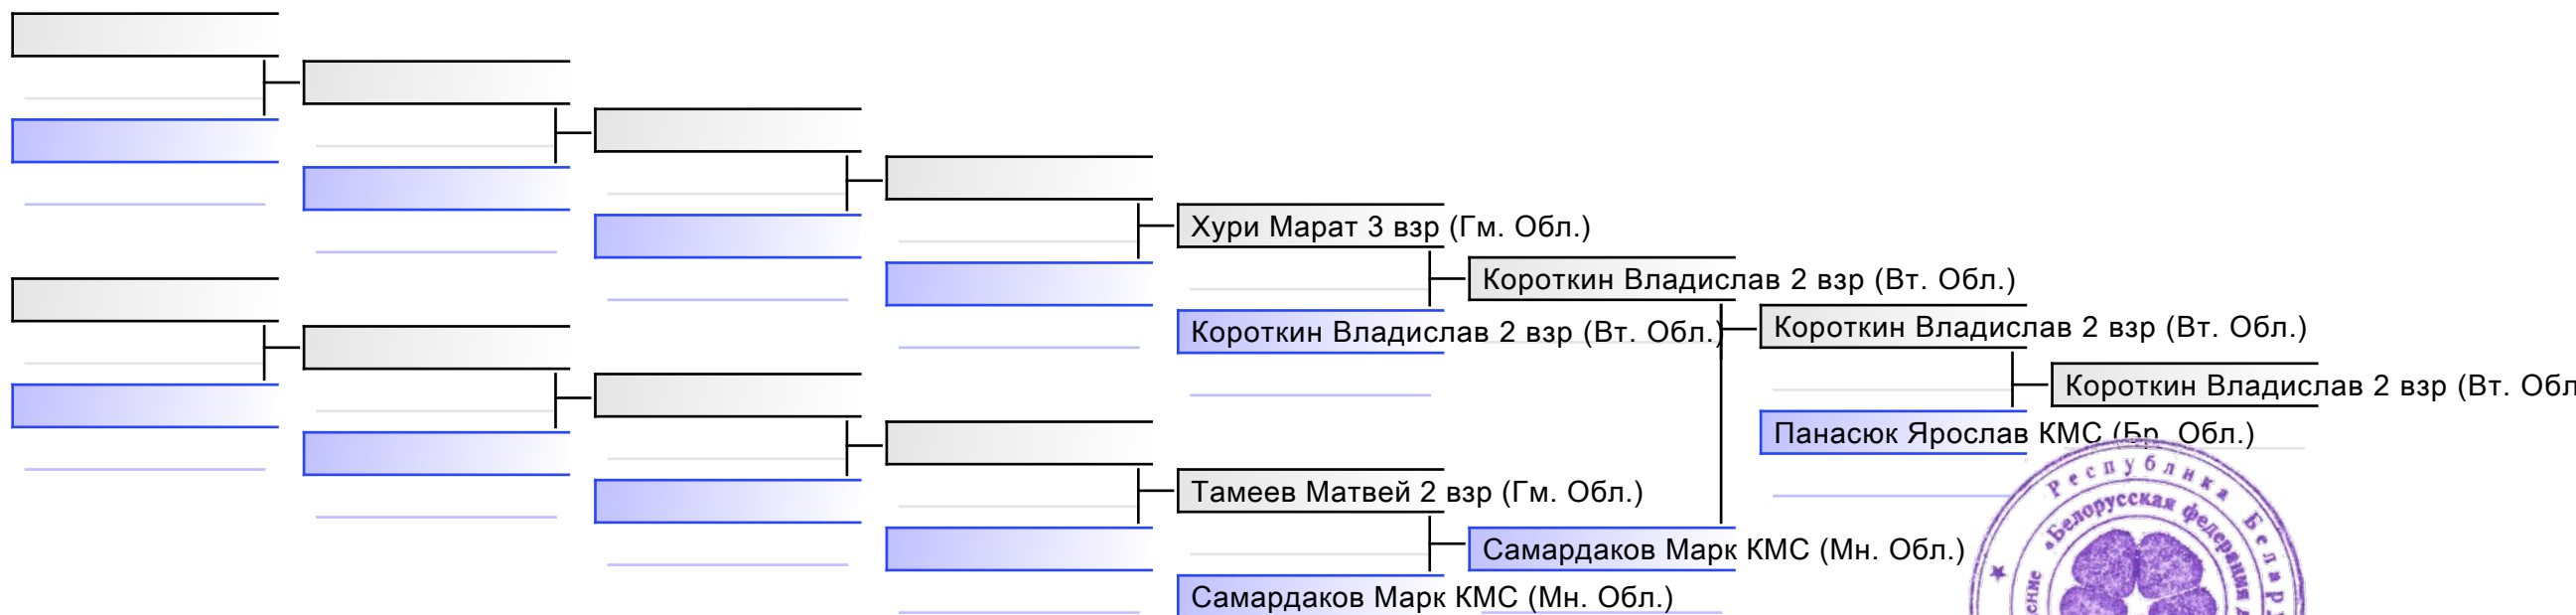 Хури Марат 3 взр (Гм. Обл.)
Короткин Владислав 2 взр (Вт. Обл.)
Короткин Владислав 2 взр (Вт. Обл.)
Короткин Владислав 2 взр (Вт. Обл.)
Короткин Владислав 2 взр (Вт. Обл
Панасюк Ярослав КМС (Бр. Обл.)
Тамеев Матвей 2 взр (Гм. Обл.)
Самардаков Марк КМС (Мн. Обл.)
Самардаков Марк КМС (Мн. Обл.)
Республика Белару
«Белорусская федерация